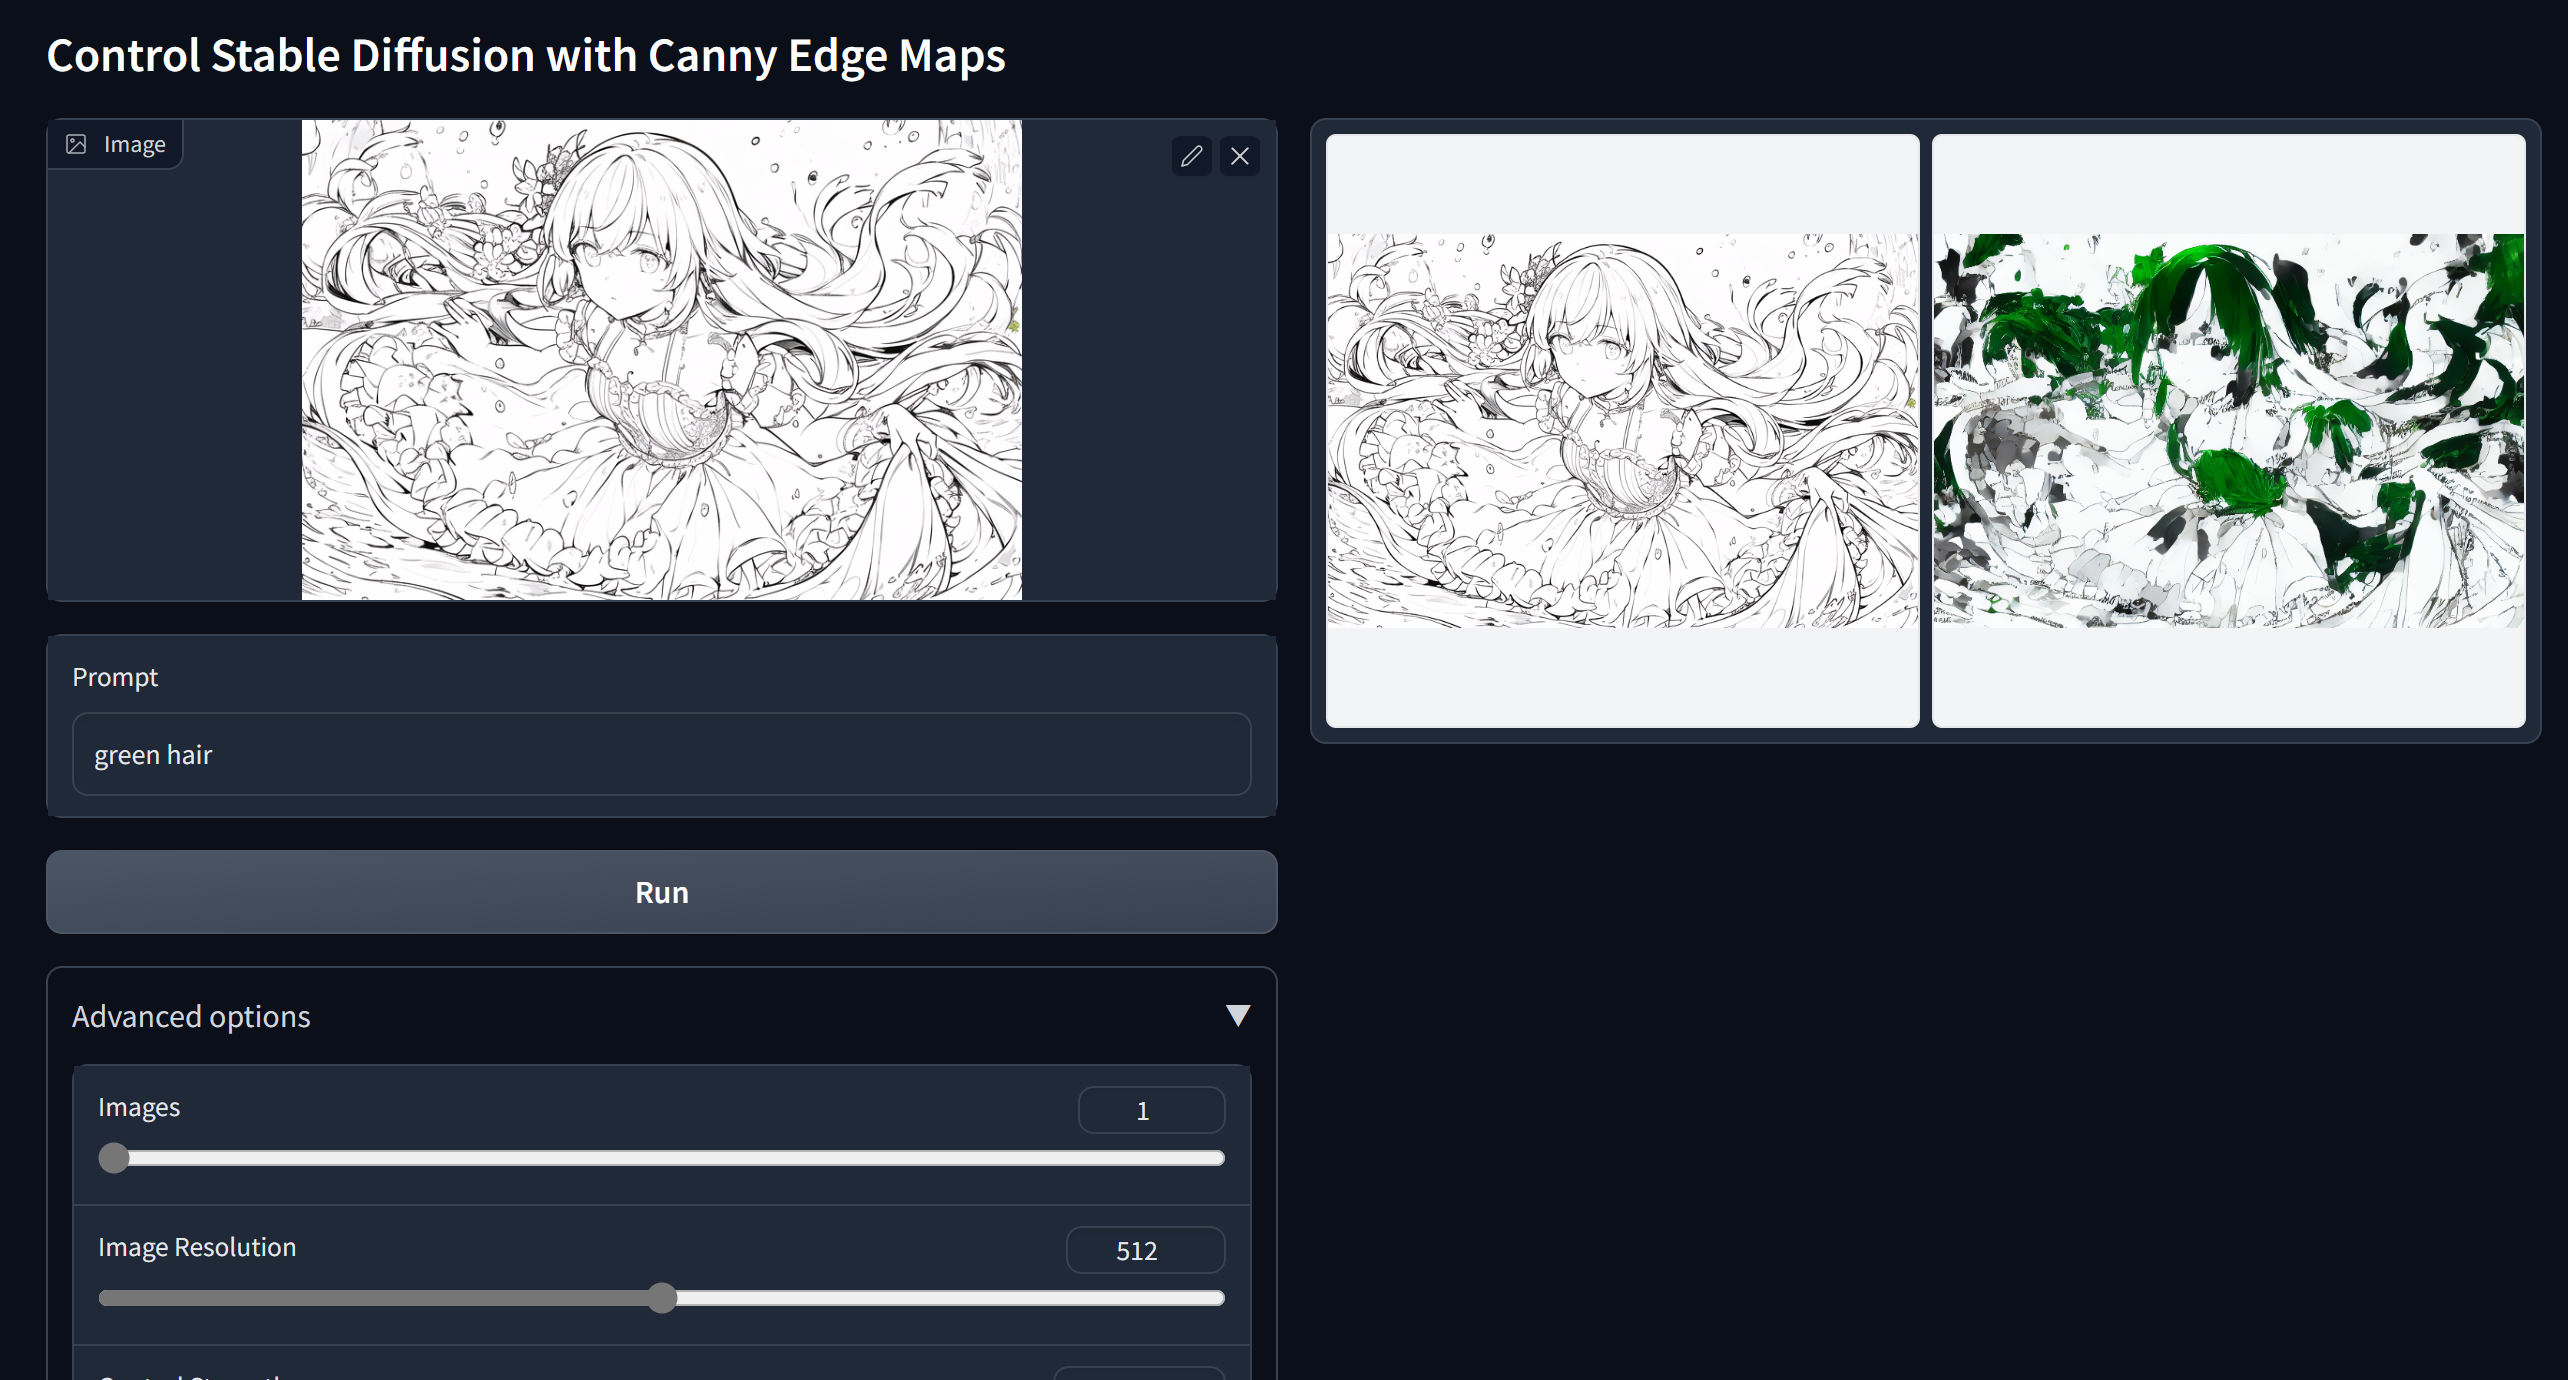 Control Stable Diffusion with Canny Edge Maps
Image
Prompt
green hair
Run
Advanced options
Images
1
Image Resolution
512